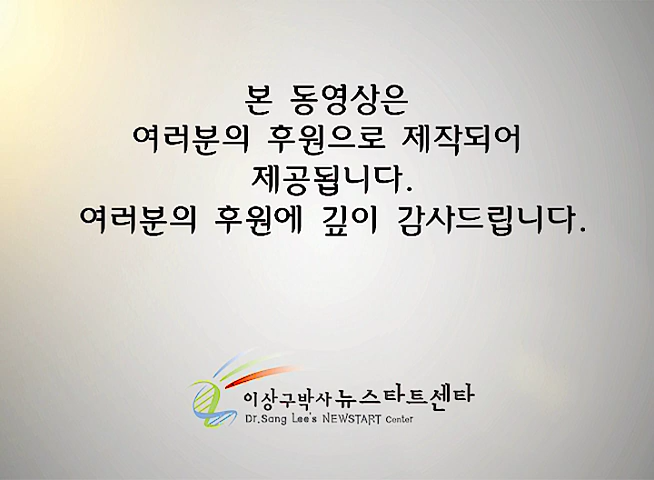 본 동영상은
여러분의 후원으로 제작되어
제공됩니다.
여러분의 후원에 깊이 감사드립니다.
이상구박사 뉴스타트센타
Dr.Sang Lee's NEWSTART Center